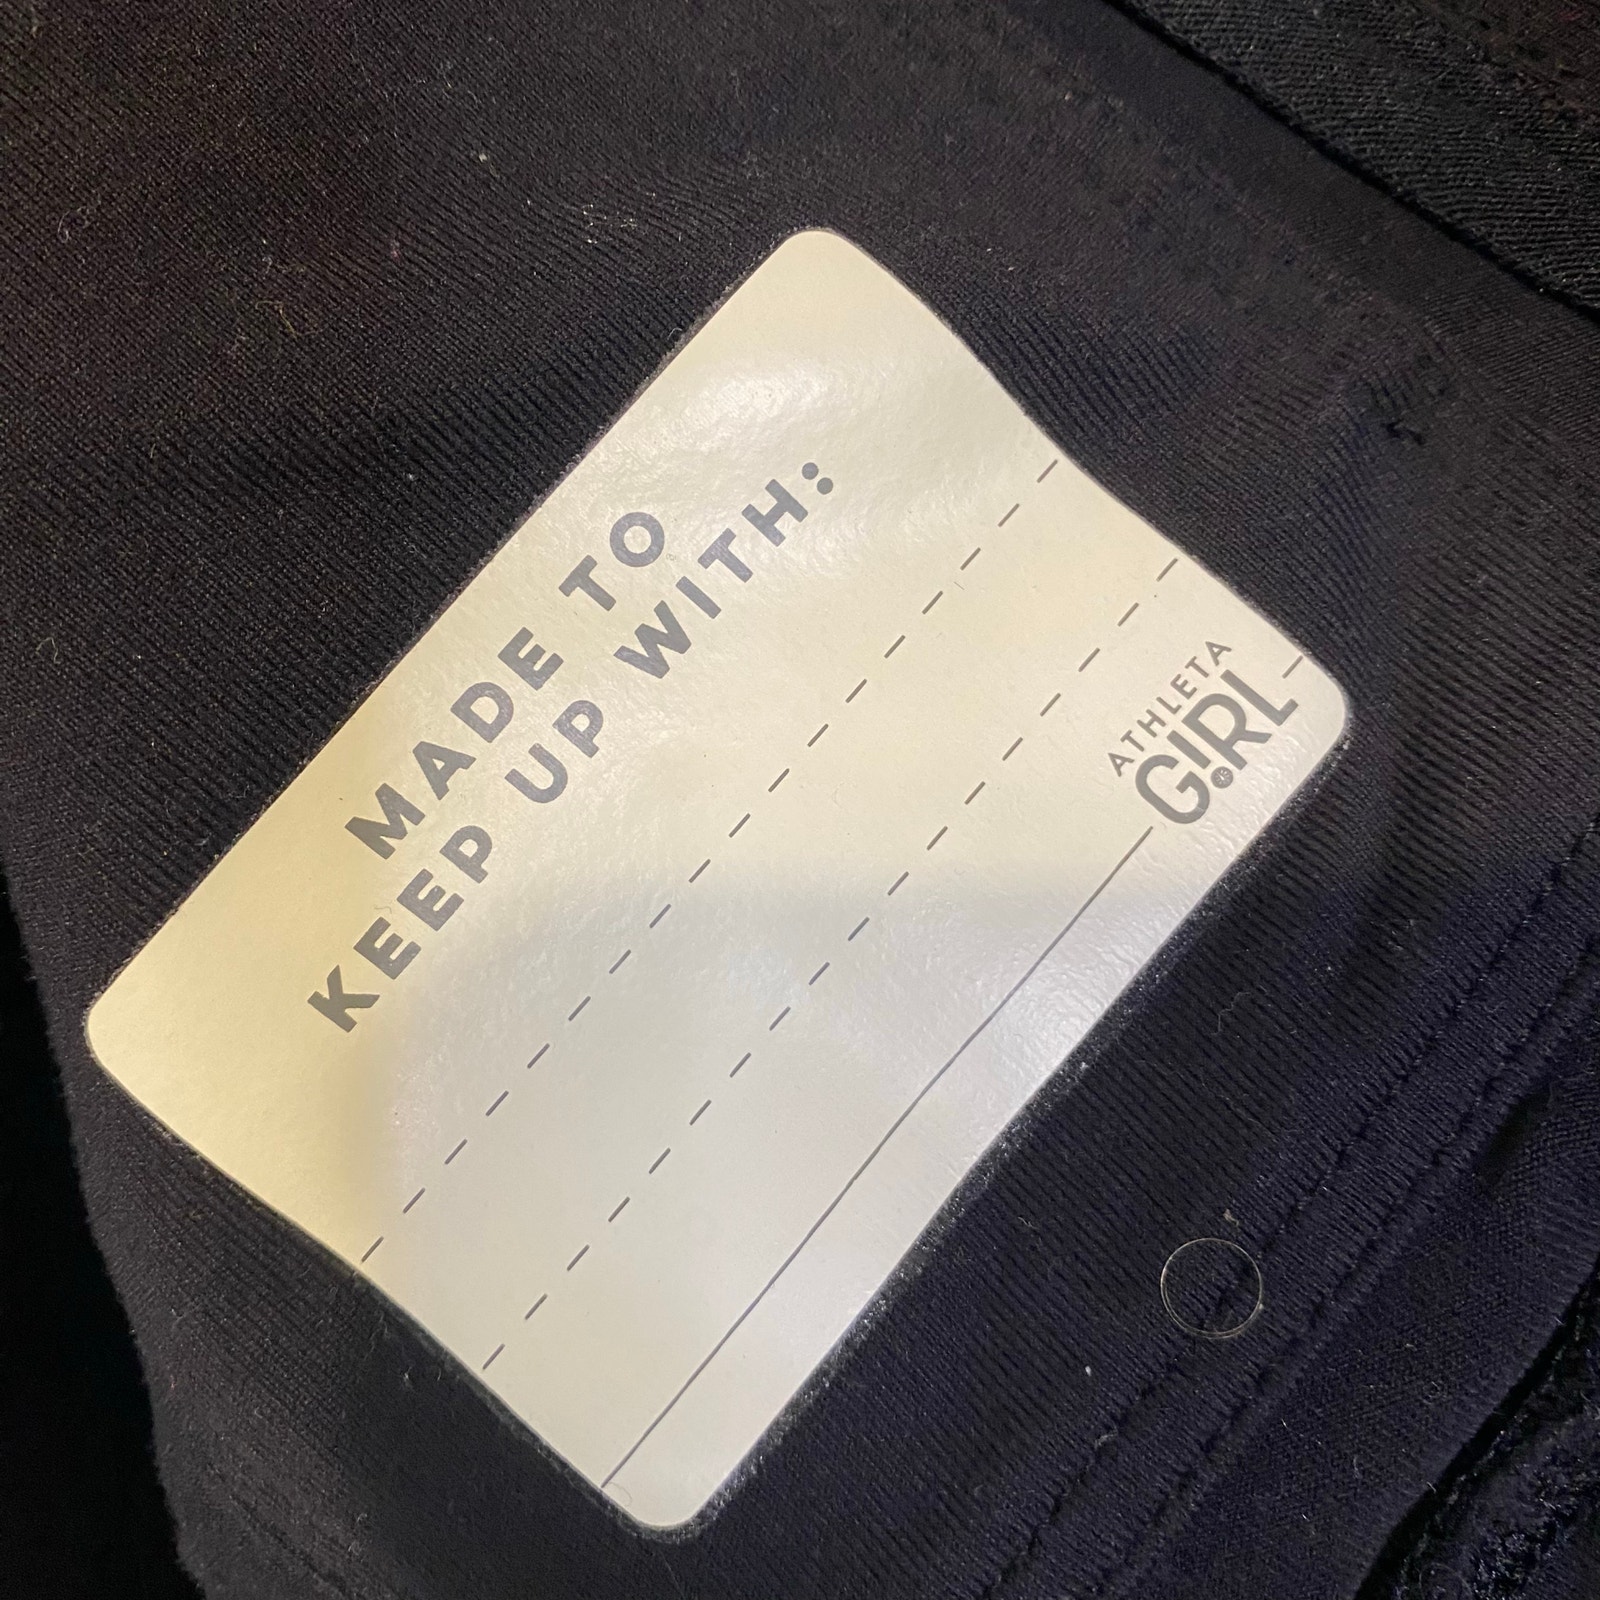 MADE TO
KEEP UP WITH:
ATHLETA
GIRL